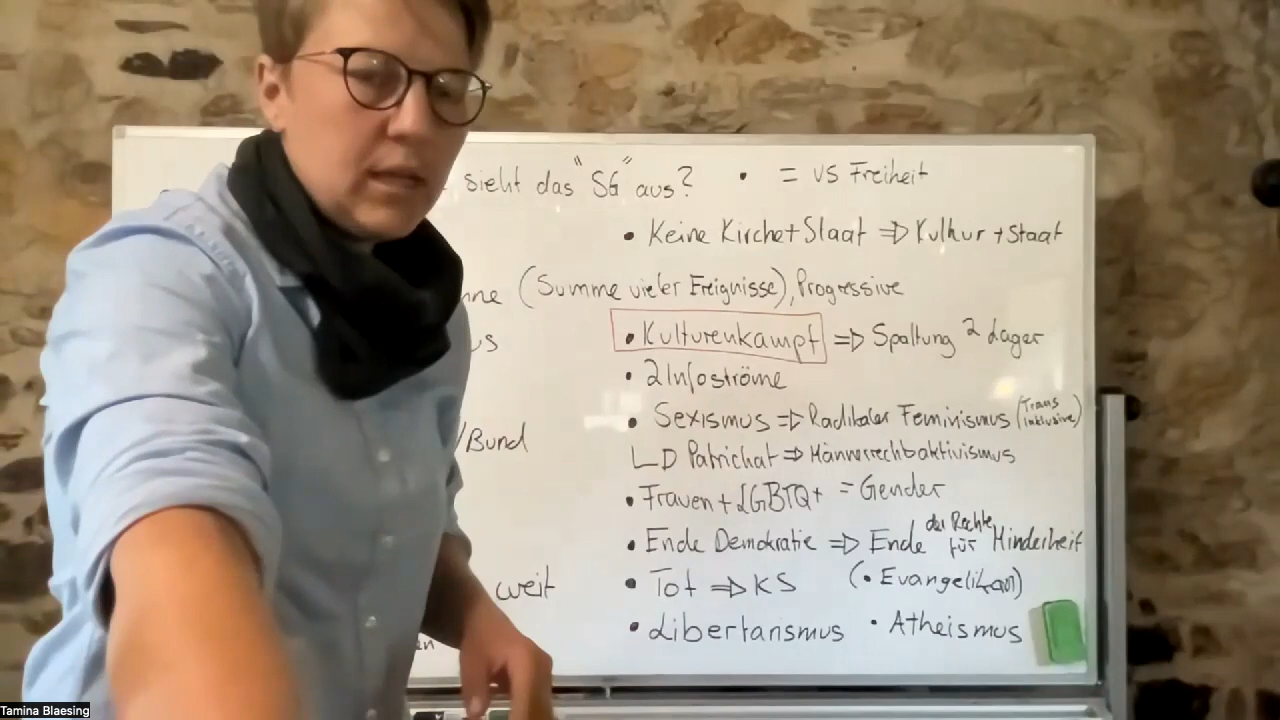 sieht das "SG" aus? • = vs Freiheit
• Keine Kirche + Staat ⇒ Kultur + Staat
(Summe vieler Ereignisse), Progressive
• Kulturenkampf ⇒ Spaltung 2 Lager
• 2 Infoströme
• Sexismus ⇒ Radikaler Feminismus (Trans inklusive)
/Bund
Patrichat ⇒ Männerrechtsaktivismus
• Frauen + LGBTQ+ = Gender
• Ende Demokratie ⇒ Ende der Rechte für Minderheit
weit
• Tot ⇒ KS (• Evangelikan)
• Libertarismus • Atheismus
Tamina Blaesing